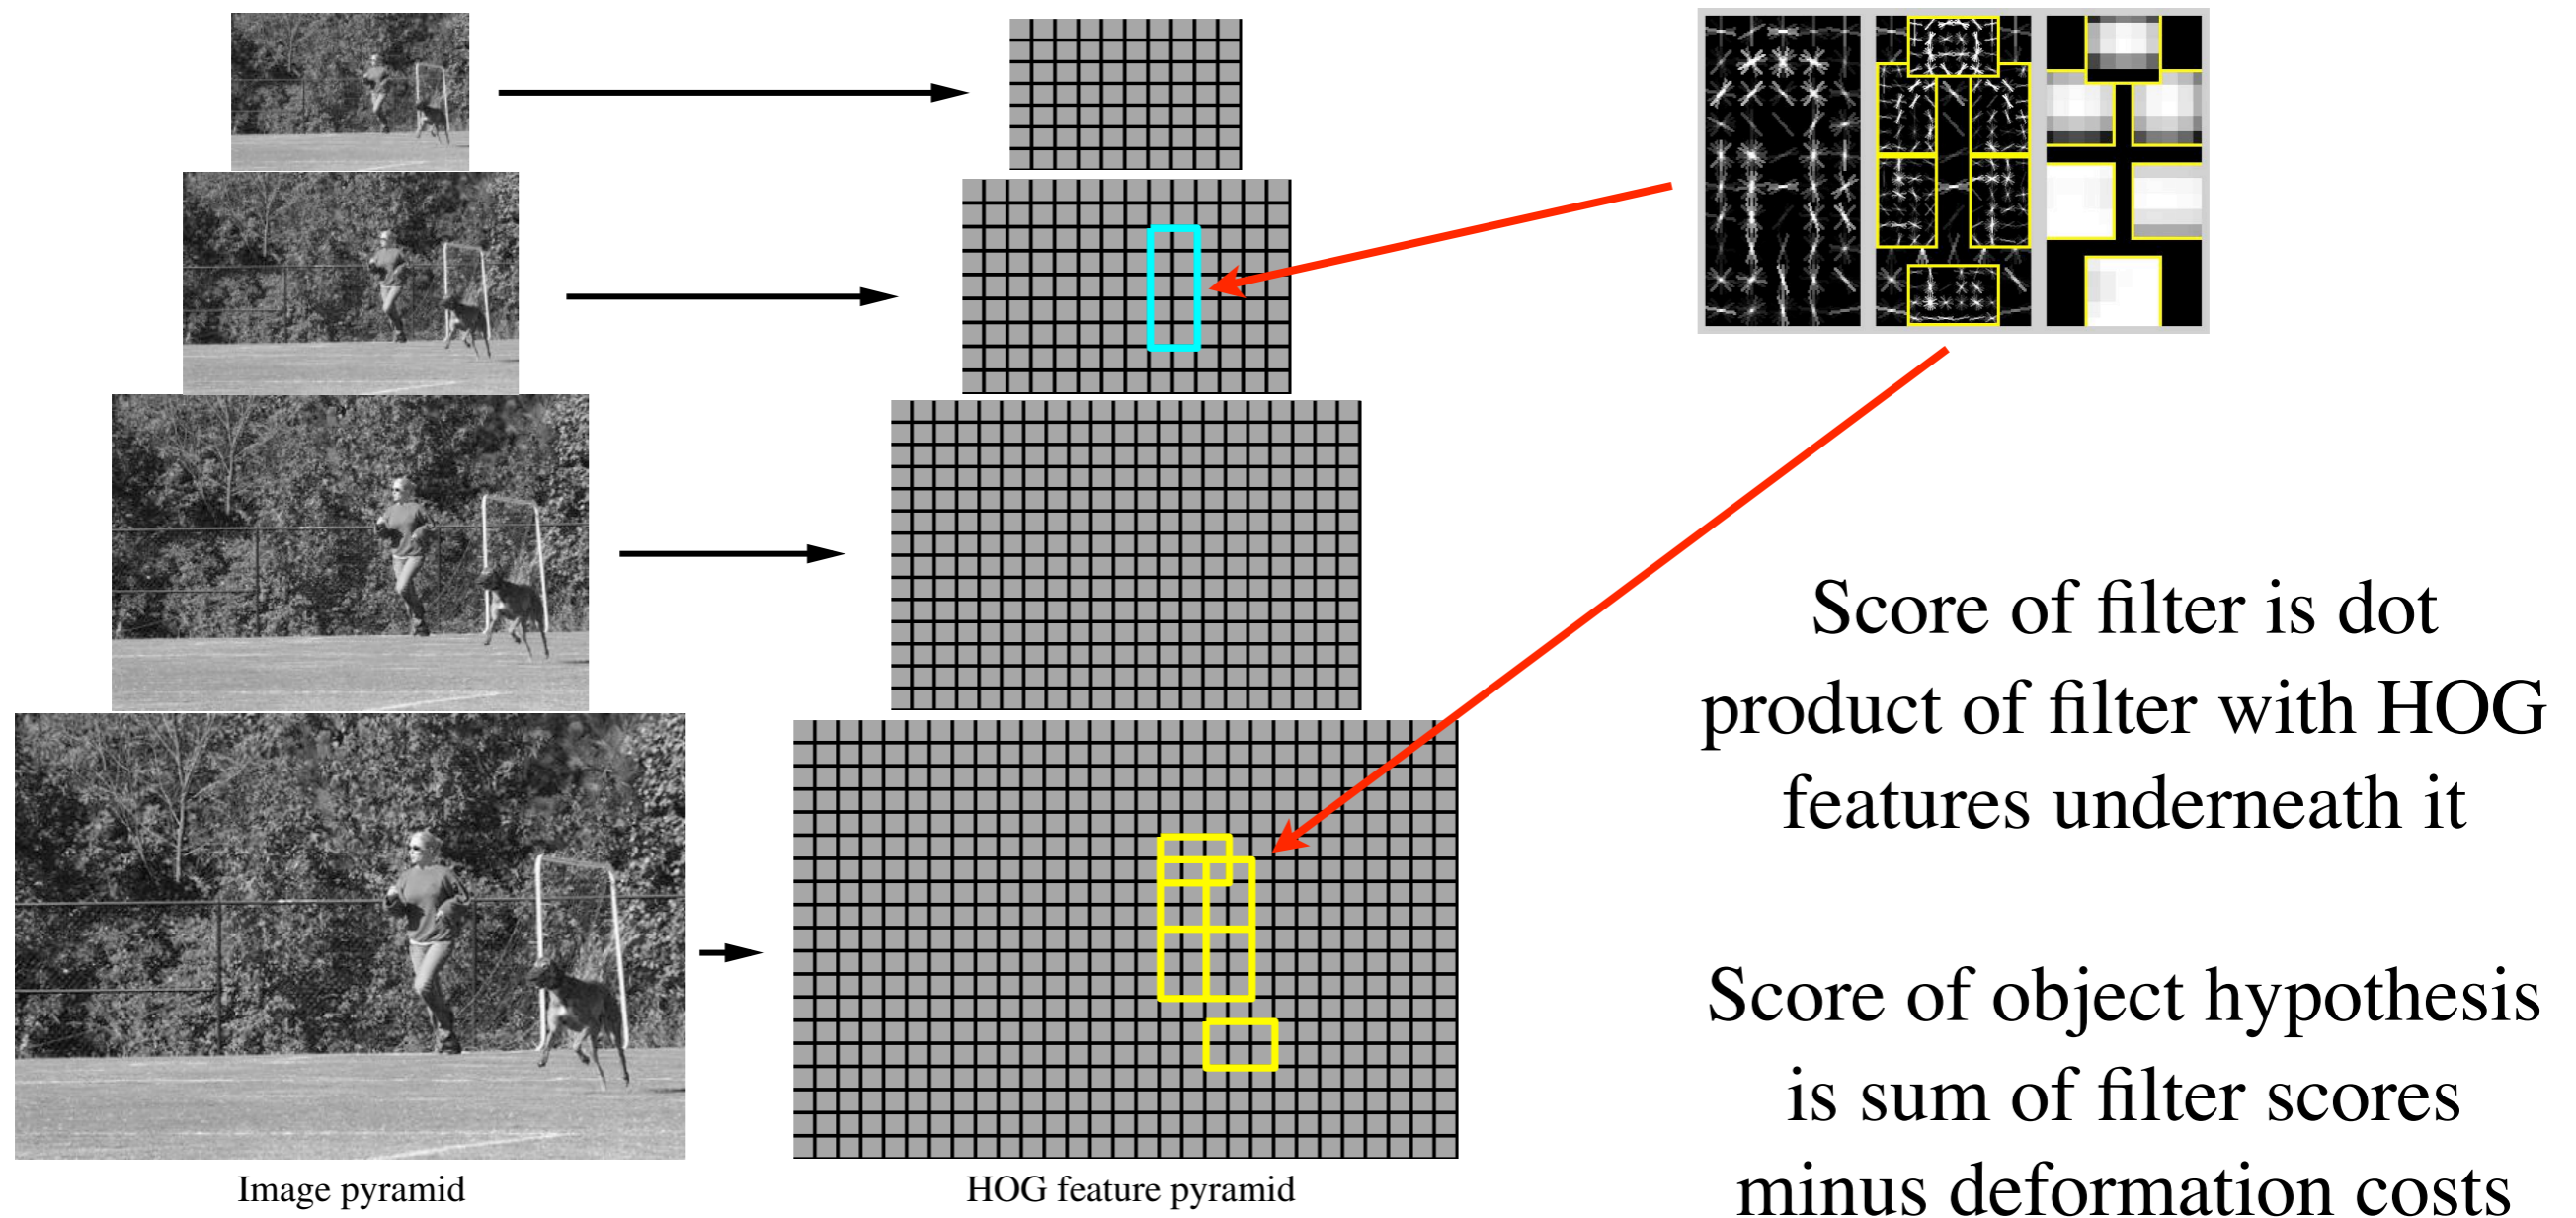 Score of filter is dot
product of filter with HOG
features underneath it
Score of object hypothesis
is sum of filter scores
minus deformation costs
Image pyramid
HOG feature pyramid